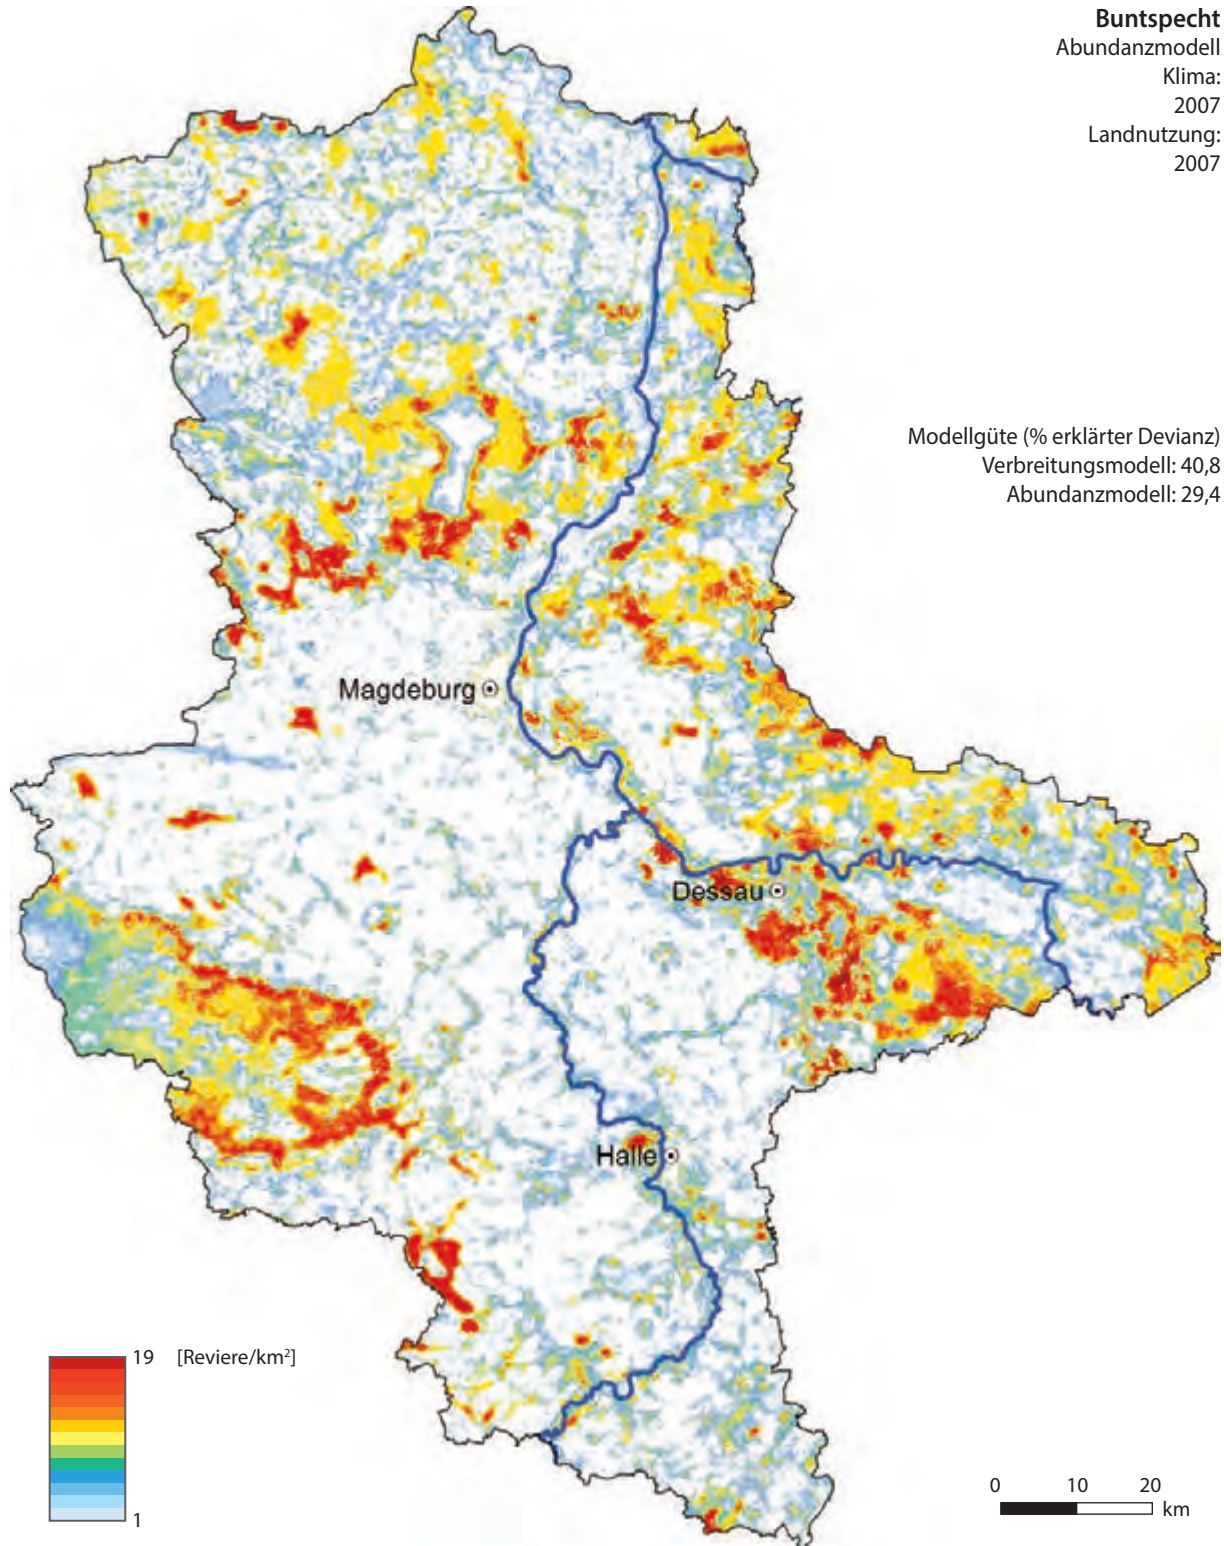 Buntspecht
Abundanzmodell
Klima:
2007
Landnutzung:
2007
Modellgüte (% erklärter Devianz)
Verbreitungsmodell: 40,8
Abundanzmodell: 29,4
Magdeburg
Dessau
Halle
19 [Reviere/km²]
1
0 10 20
km